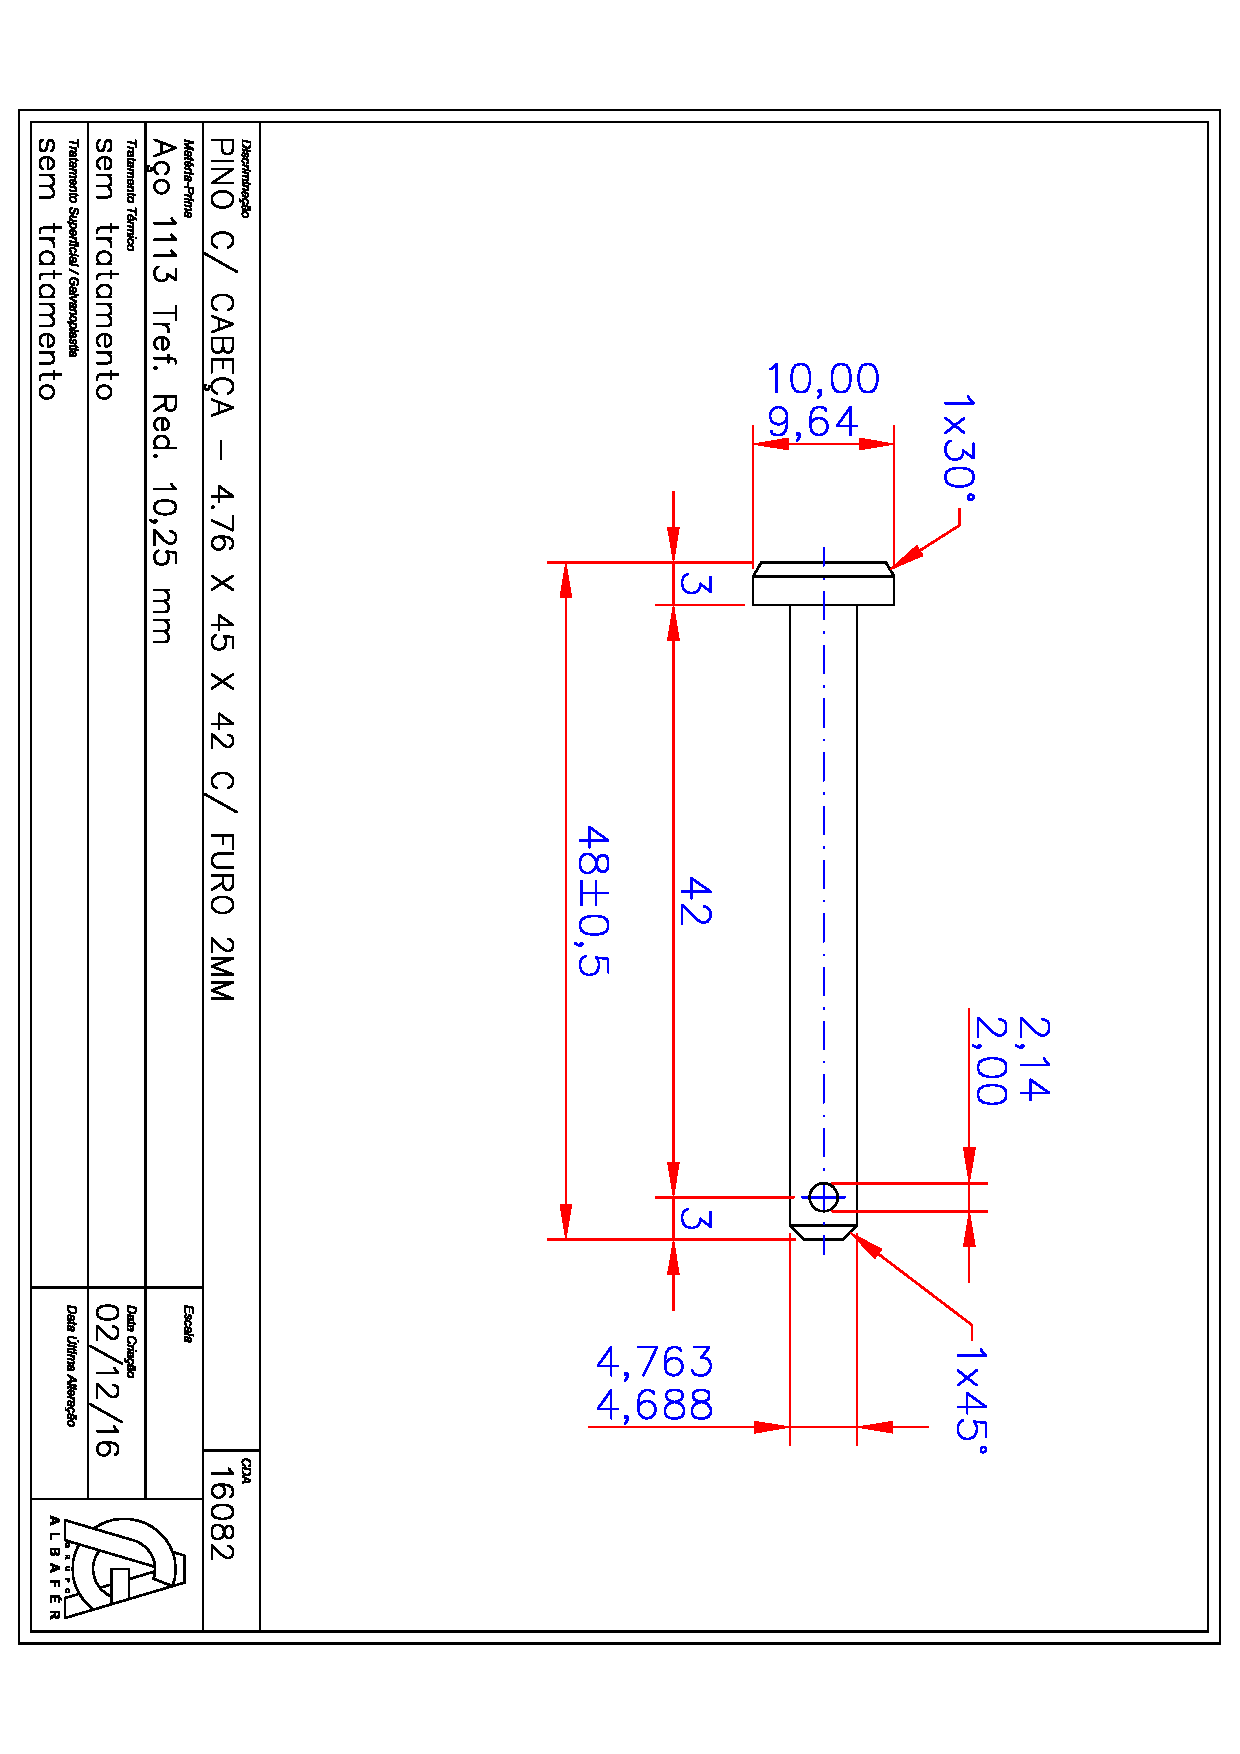 10,00
9,64
1x30°
3
42
48±0,5
3
2,14
2,00
1x45°
4,763
4,688
Discriminação
PINO C/ CABEÇA - 4.76 X 45 X 42 C/ FURO 2MM
CDA
16082
Matéria-Prima
Aço 1113 Tref. Red. 10,25 mm
Escala
Tratamento Térmico
sem tratamento
Data Criação
02/12/16
Tratamento Superficial / Galvanoplastia
sem tratamento
Data Última Alteração
GRUPO
ALBAFÉR